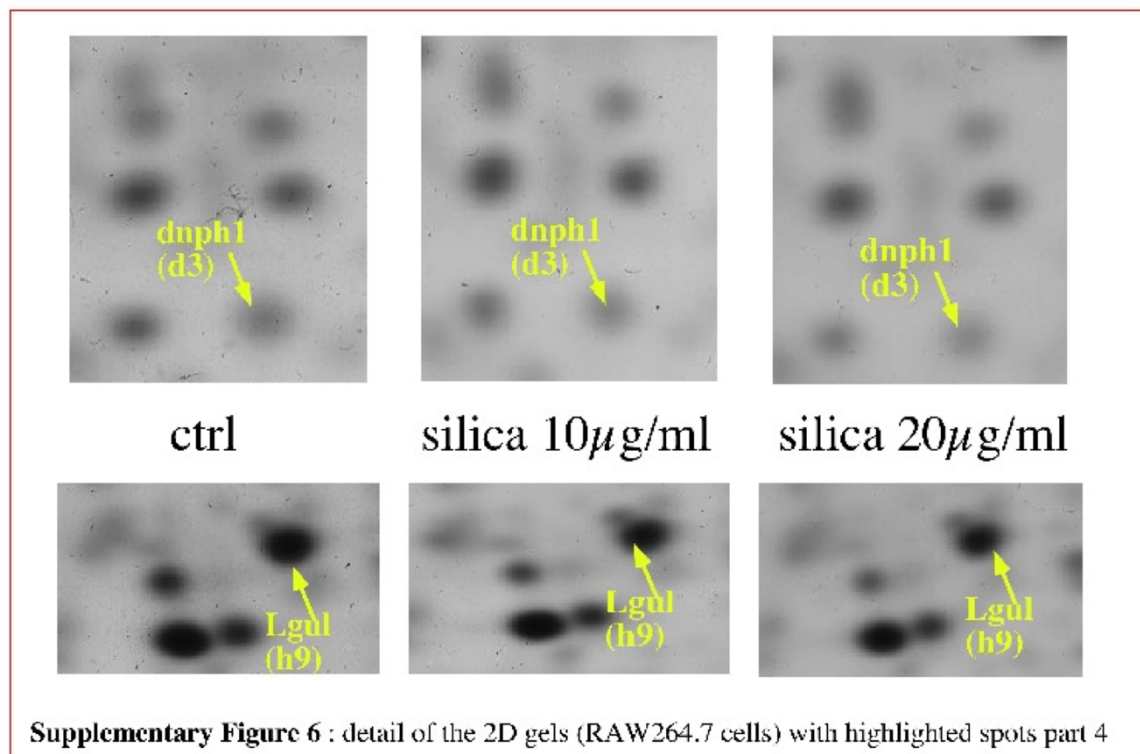 dnph1
(d3)
dnph1
(d3)
dnph1
(d3)
ctrl
silica 10µg/ml
silica 20µg/ml
Lgul
(h9)
Lgul
(h9)
Lgul
(h9)
Supplementary Figure 6 : detail of the 2D gels (RAW264.7 cells) with highlighted spots part 4